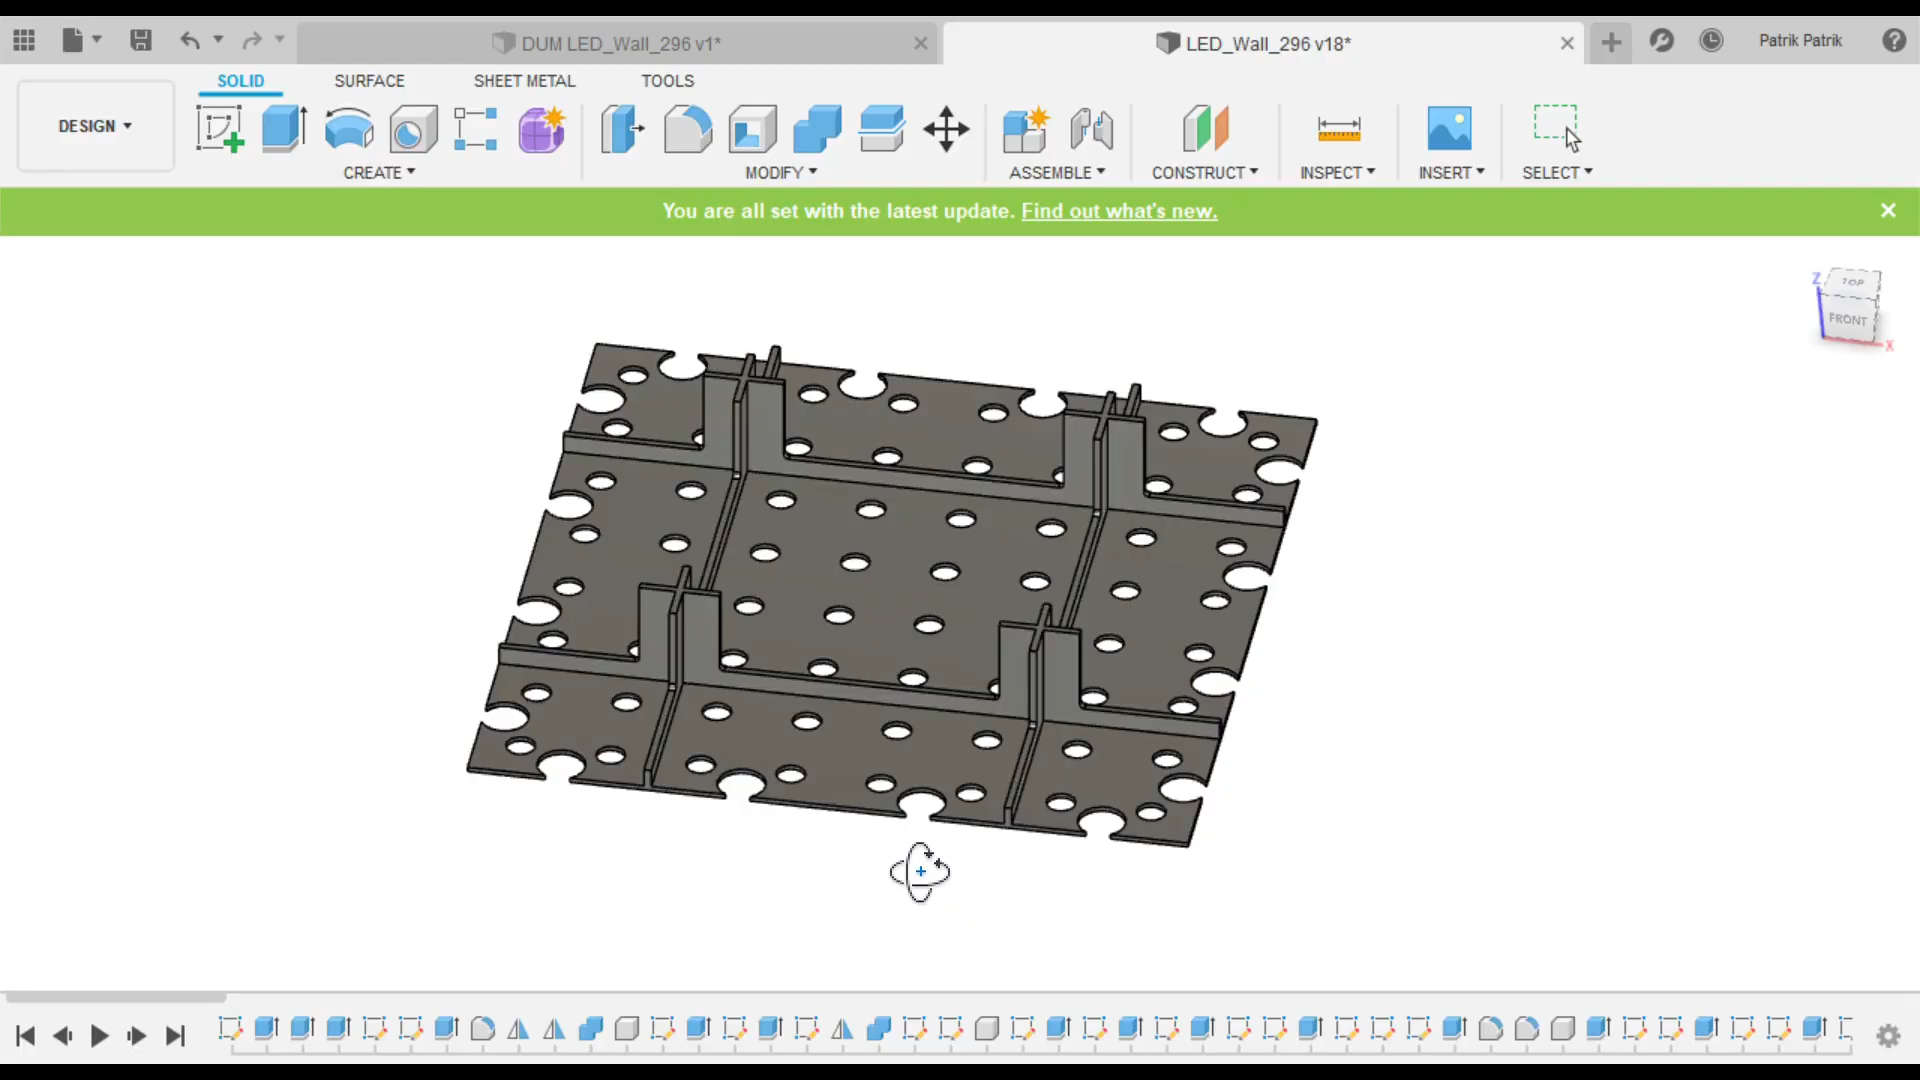 DUM LED_Wall_296 v1*
LED_Wall_296 v18*
Patrik Patrik
DESIGN
SOLID
SURFACE
SHEET METAL
TOOLS
CREATE
MODIFY
ASSEMBLE
CONSTRUCT
INSPECT
INSERT
SELECT
You are all set with the latest update. Find out what's new.
Z
TOP
FRONT
X